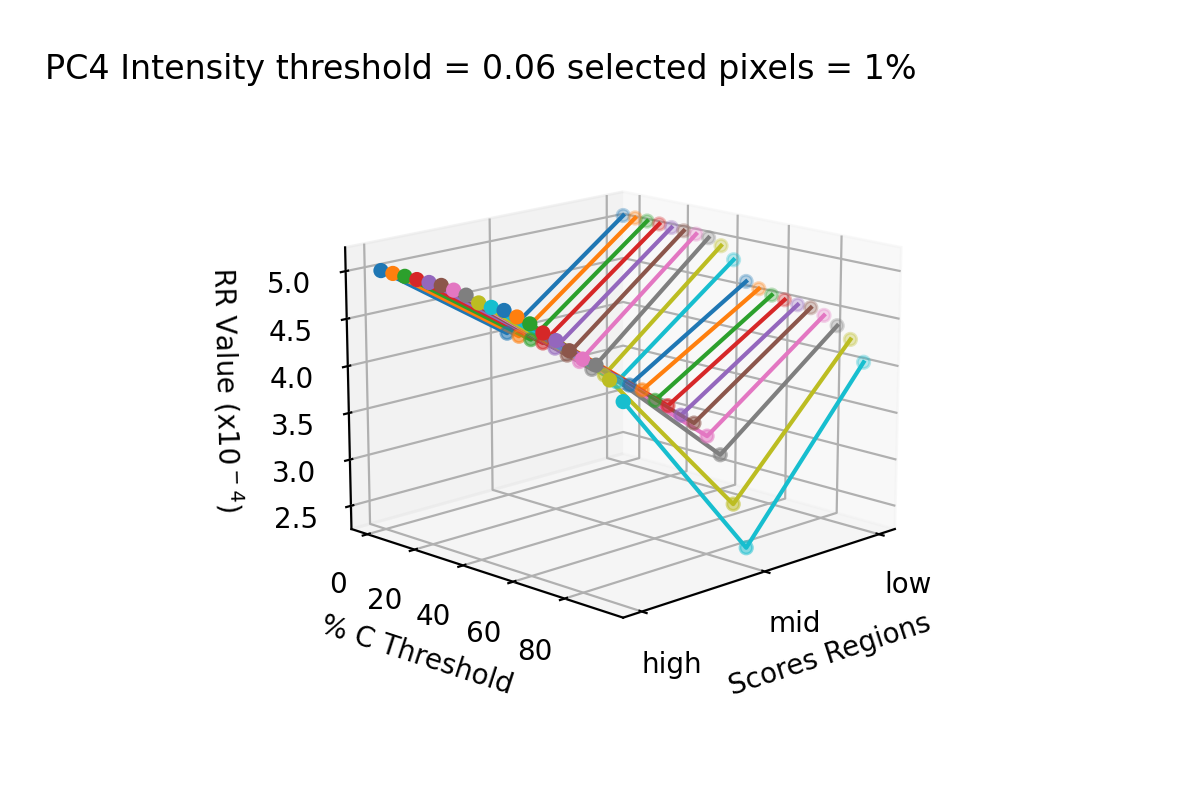 PC4 Intensity threshold = 0.06 selected pixels = 1%
RR Value (x10⁻⁴)
5.0
4.5
4.0
3.5
3.0
2.5
0
20
40
60
80
% C Threshold
high
mid
low
Scores Regions